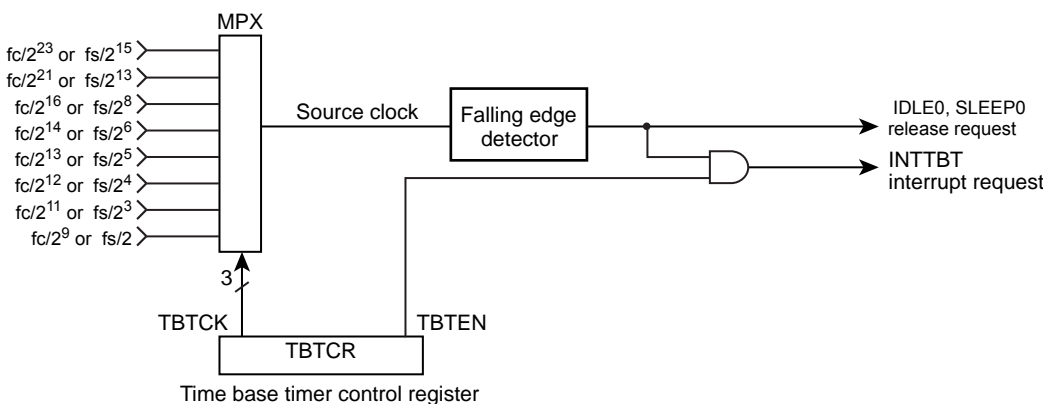 MPX
fc/2^23 or fs/2^15
fc/2^21 or fs/2^13
fc/2^16 or fs/2^8
fc/2^14 or fs/2^6
fc/2^13 or fs/2^5
fc/2^12 or fs/2^4
fc/2^11 or fs/2^3
fc/2^9 or fs/2
Source clock
Falling edge
detector
IDLE0, SLEEP0
release request
INTTBT
interrupt request
3
TBTCK
TBTEN
TBTCR
Time base timer control register